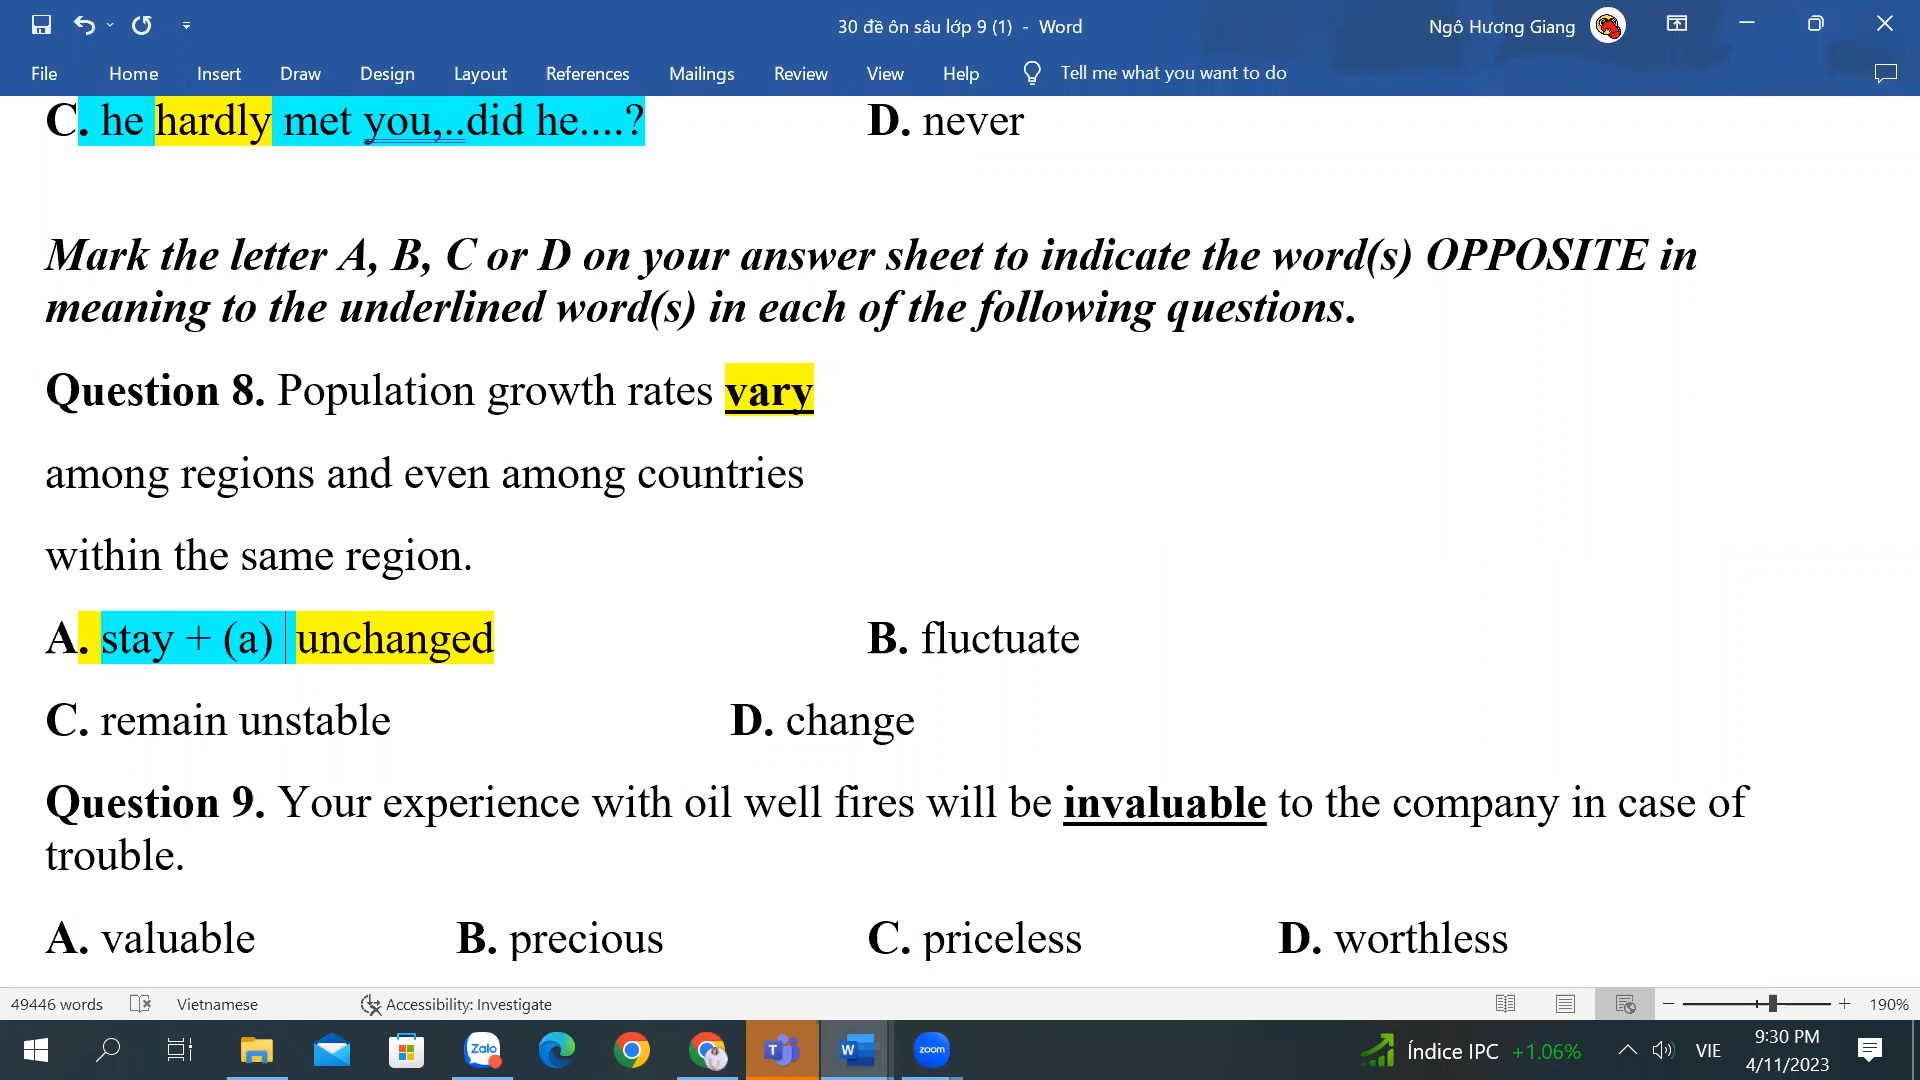 30 đề ôn sâu lớp 9 (1) - Word
Ngô Hương Giang
File Home Insert Draw Design Layout References Mailings Review View Help Tell me what you want to do
C. he hardly met you,..did he....? D. never
Mark the letter A, B, C or D on your answer sheet to indicate the word(s) OPPOSITE in
meaning to the underlined word(s) in each of the following questions.
Question 8. Population growth rates vary
among regions and even among countries
within the same region.
A. stay + (a) unchanged B. fluctuate
C. remain unstable D. change
Question 9. Your experience with oil well fires will be invaluable to the company in case of
trouble.
A. valuable B. precious C. priceless D. worthless
49446 words Vietnamese Accessibility: Investigate 190%
Zalo zoom Índice IPC +1.06% VIE 9:30 PM
4/11/2023